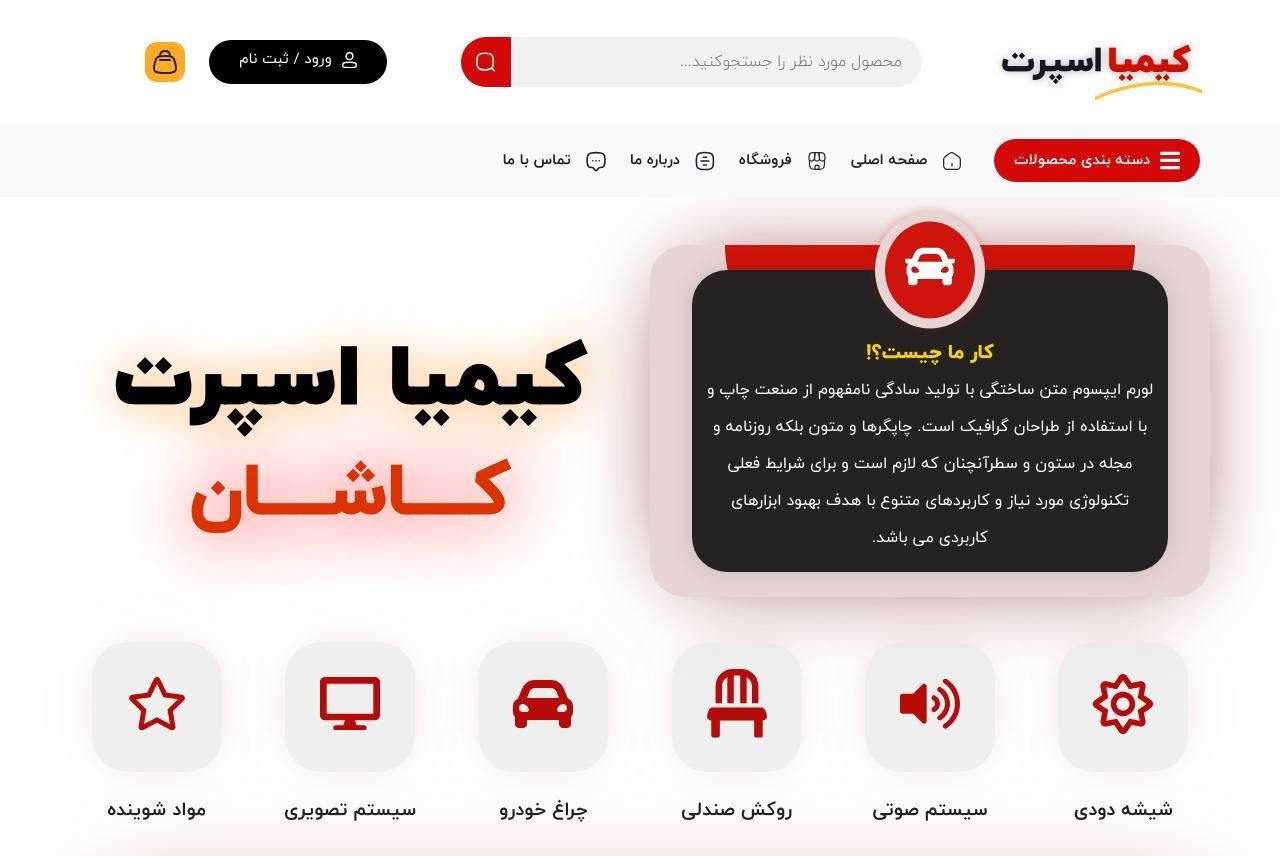 کیمیا اسپرت
محصول مورد نظر را جستجوکنید...
ورود / ثبت نام
دسته بندی محصولات
صفحه اصلی
فروشگاه
درباره ما
تماس با ما
کار ما چیست؟!
لورم ایپسوم متن ساختگی با تولید سادگی نامفهوم از صنعت چاپ و
با استفاده از طراحان گرافیک است. چاپگرها و متون بلکه روزنامه و
مجله در ستون و سطرآنچنان که لازم است و برای شرایط فعلی
تکنولوژی مورد نیاز و کاربردهای متنوع با هدف بهبود ابزارهای
کاربردی می باشد.
کیمیا اسپرت
کـــاشـــان
شیشه دودی
سیستم صوتی
روکش صندلی
چراغ خودرو
سیستم تصویری
مواد شوینده